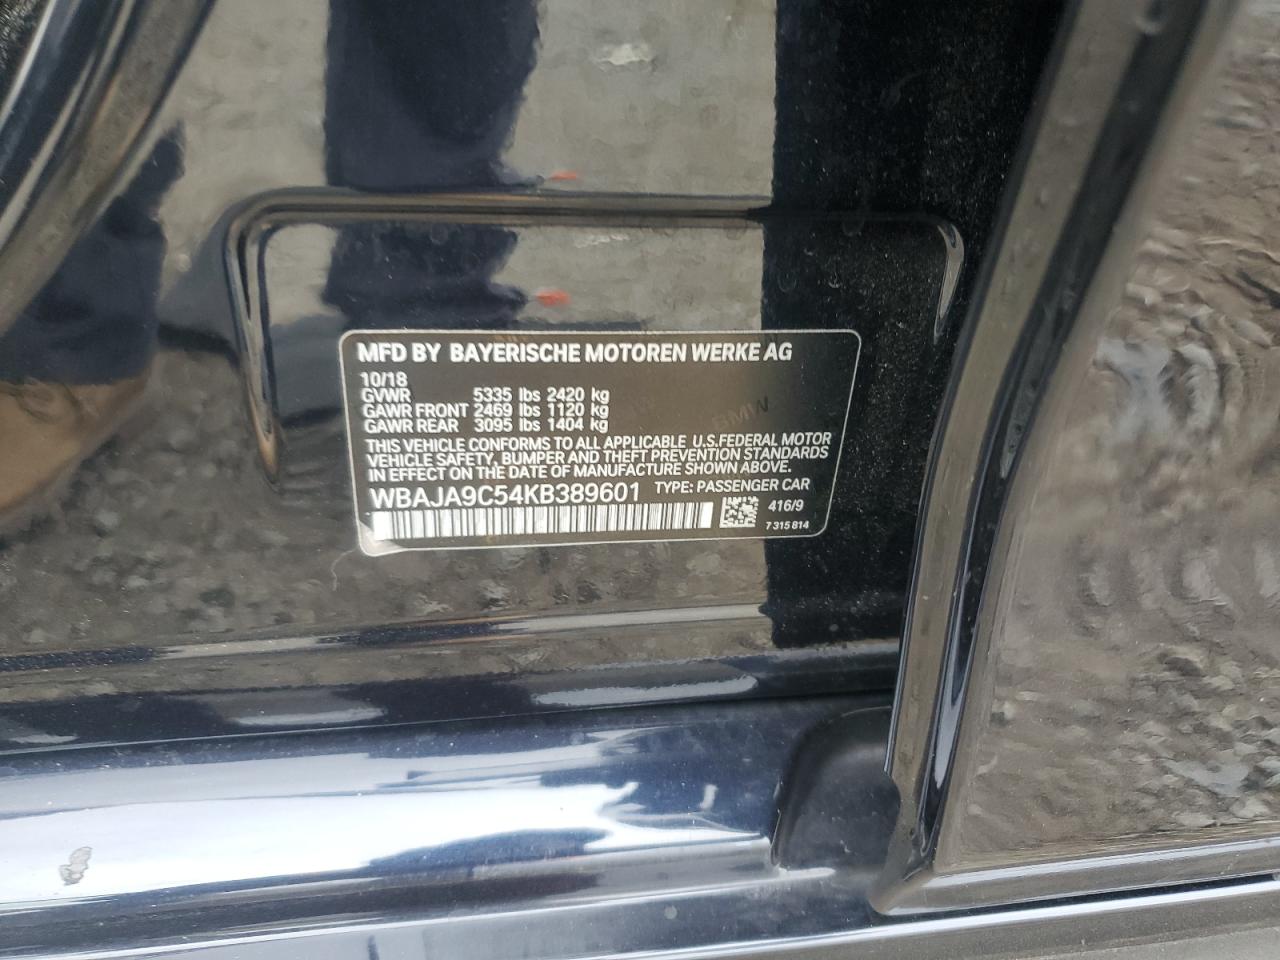 MFD BY BAYERISCHE MOTOREN WERKE AG
10/18
GVWR 5335 lbs 2420 kg
GAWR FRONT 2469 lbs 1120 kg
GAWR REAR 3095 lbs 1404 kg
THIS VEHICLE CONFORMS TO ALL APPLICABLE U.S.FEDERAL MOTOR
VEHICLE SAFETY, BUMPER AND THEFT PREVENTION STANDARDS
IN EFFECT ON THE DATE OF MANUFACTURE SHOWN ABOVE.
WBAJA9C54KB389601 TYPE: PASSENGER CAR
416/9
7 315 814
BMW